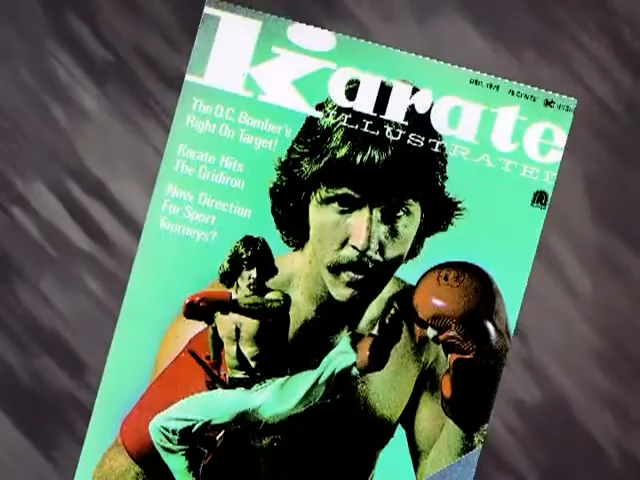 karate
ILLUSTRATED
The D.C. Bomber's
Right On Target!
Karate Hits
The Gridiron
New Direction
For Sport
Tourneys?